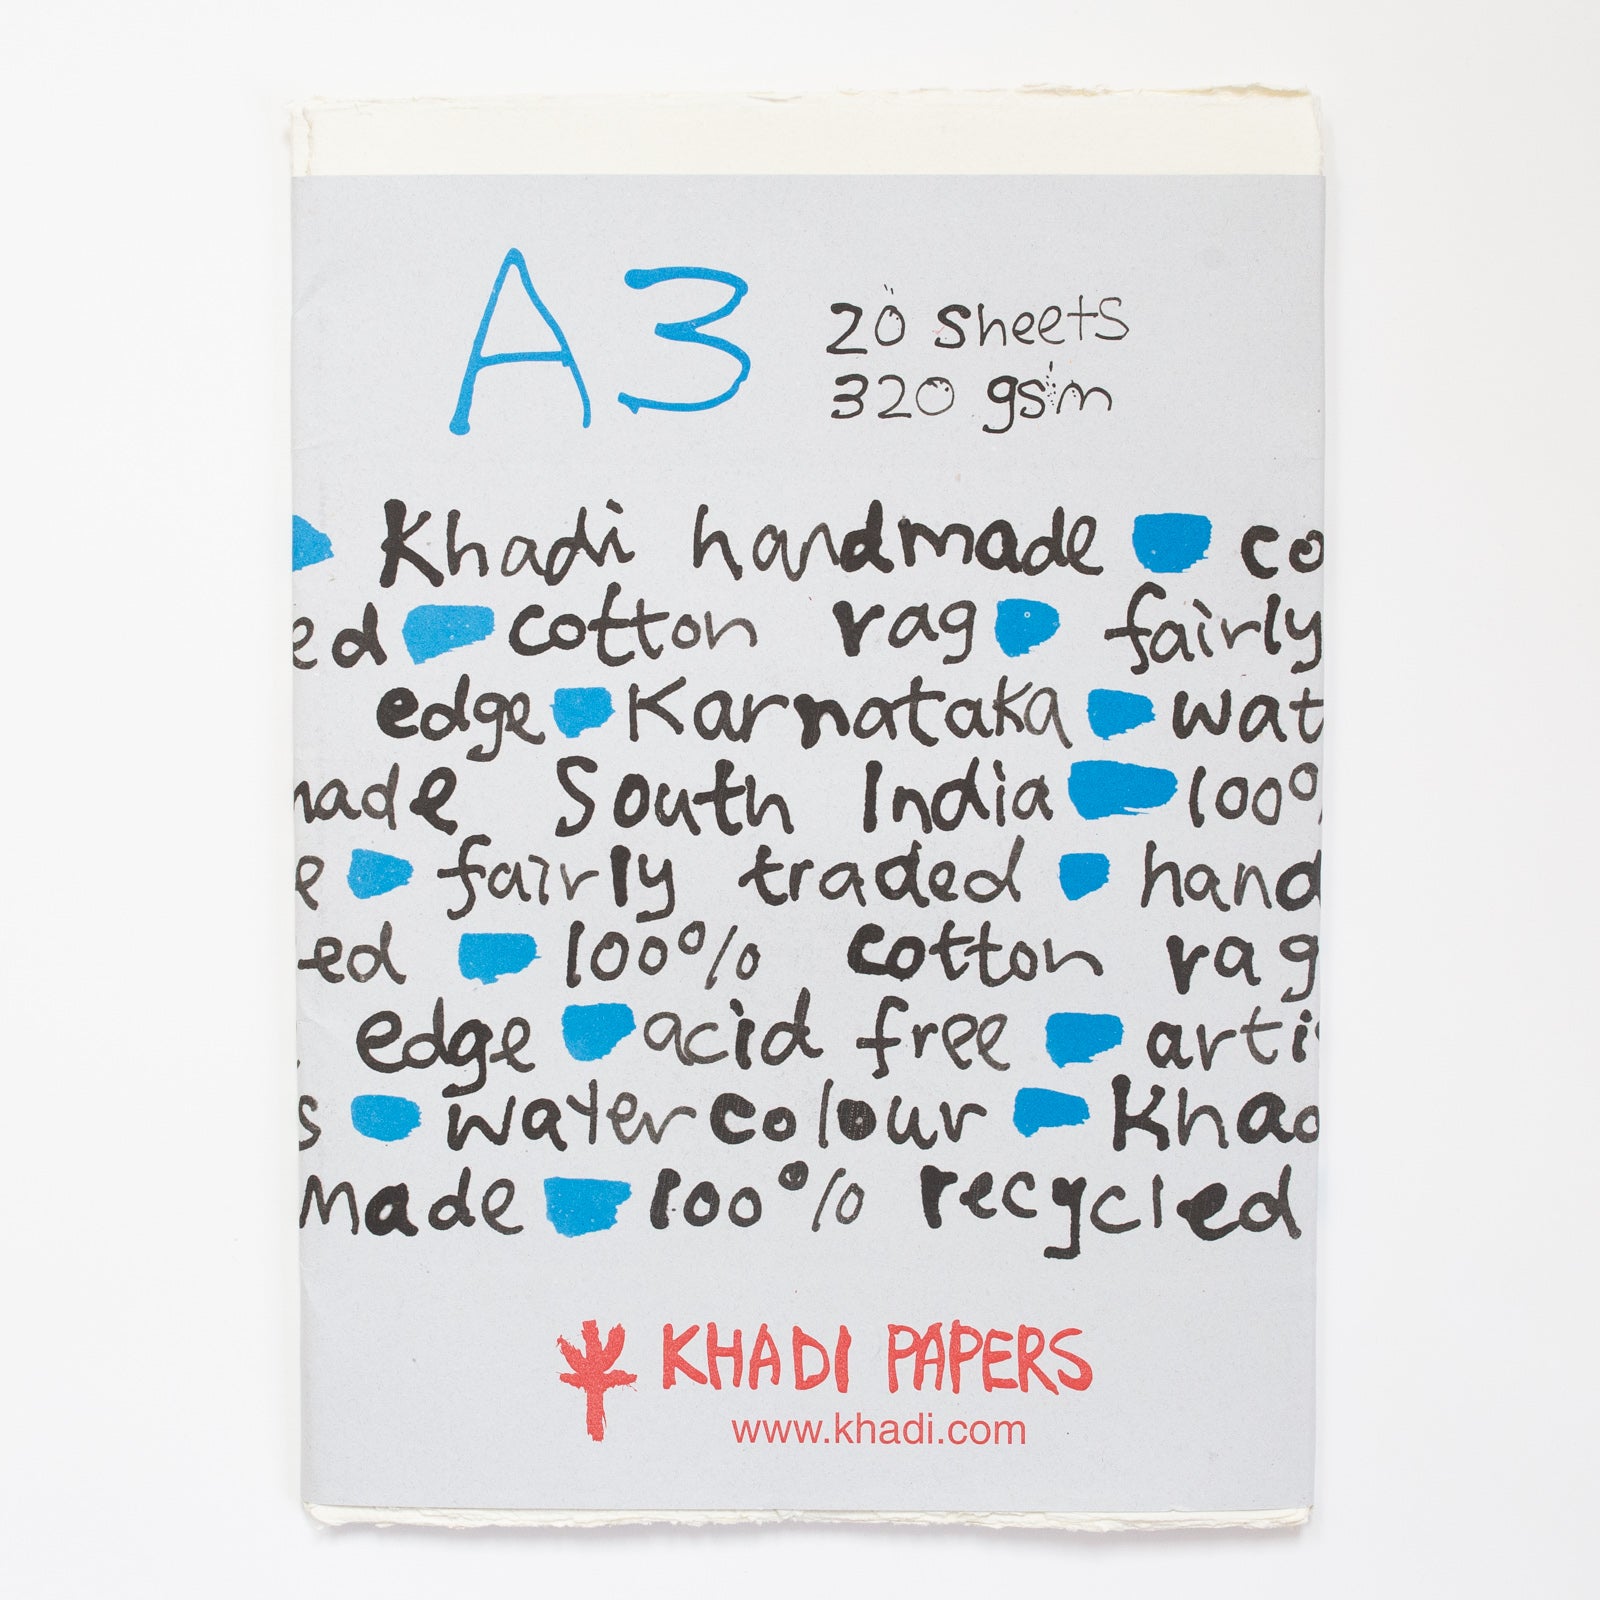 A3
20 sheets
320 gsm
Khadi handmade co
ed cotton rag fairly
edge Karnataka wat
made South India 100%
e fairly traded hand
ed 100% cotton rag
edge acid free arti
s watercolour Khad
made 100% recycled
KHADI PAPERS
www.khadi.com